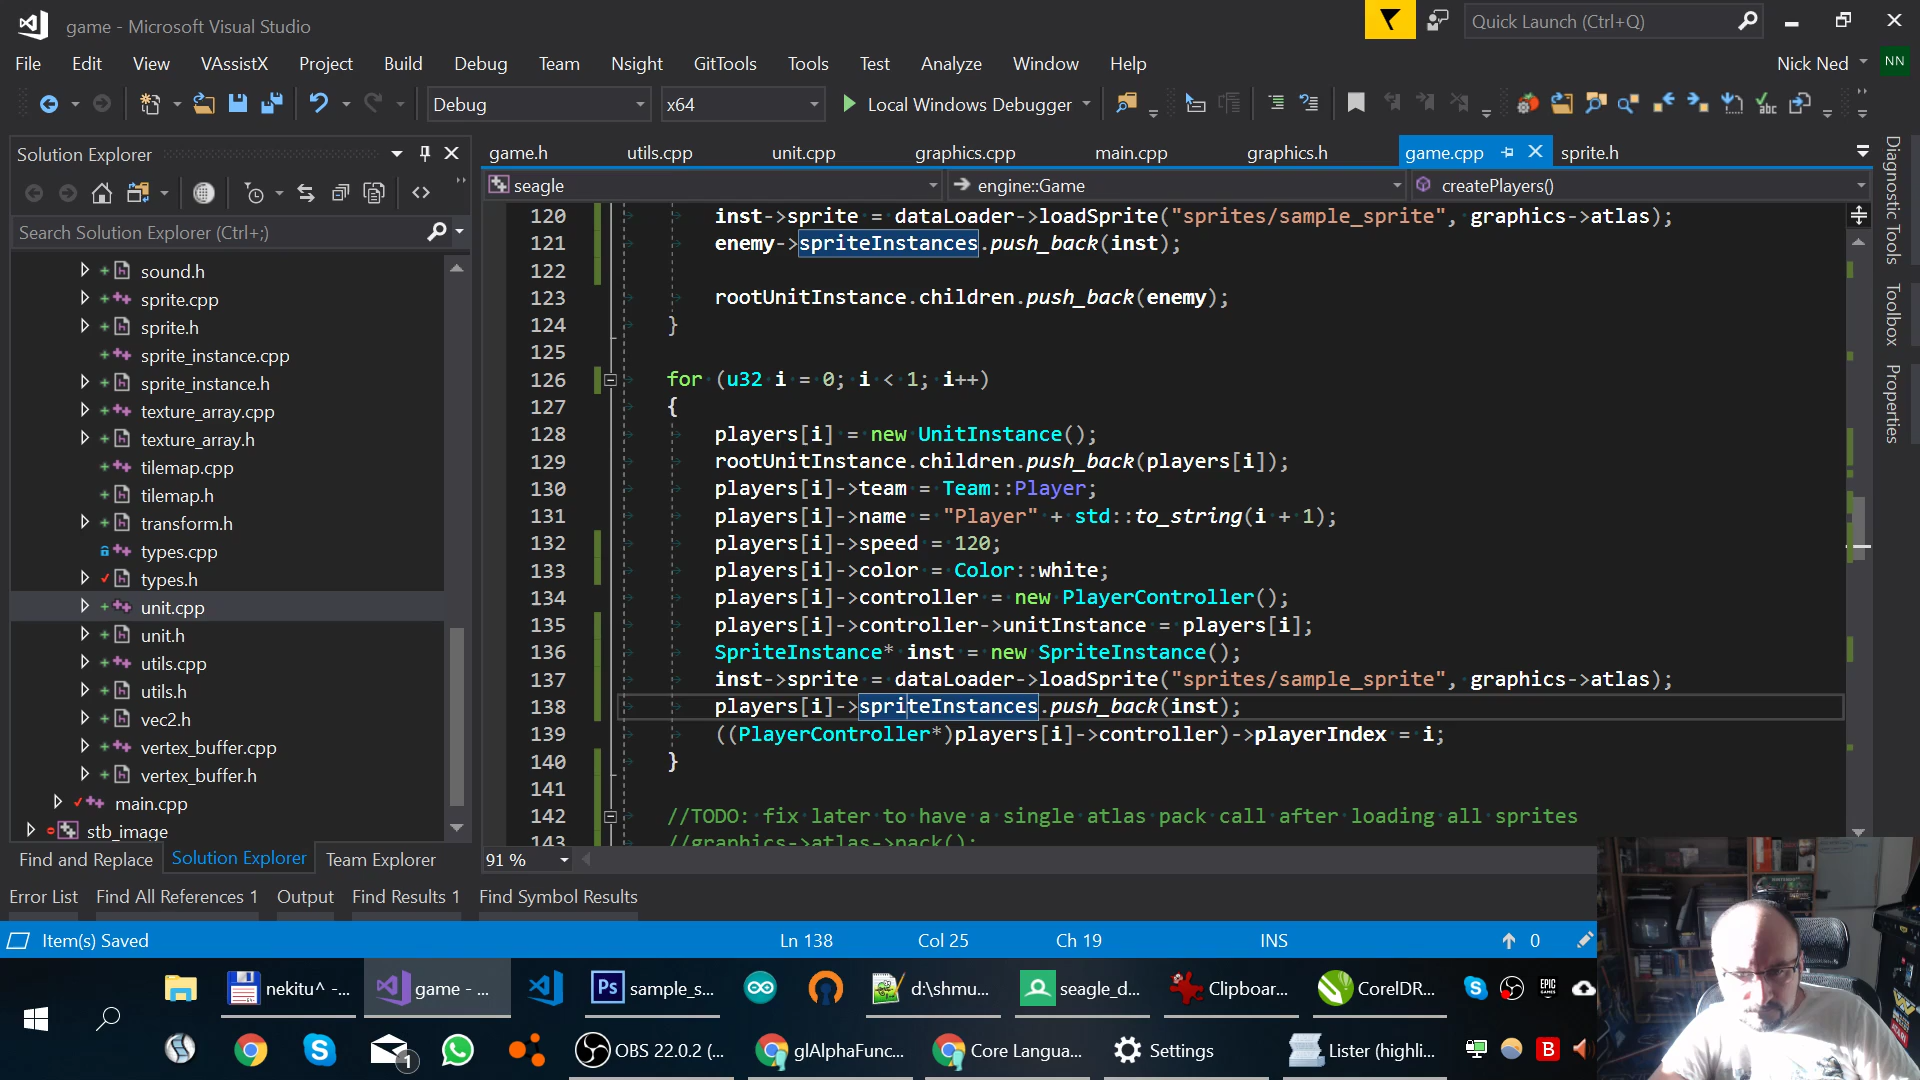 game - Microsoft Visual Studio
Quick Launch (Ctrl+Q)
File Edit View VAssistX Project Build Debug Team Nsight GitTools Tools Test Analyze Window Help
Nick Ned NN
Debug x64 Local Windows Debugger
Solution Explorer
game.h utils.cpp unit.cpp graphics.cpp main.cpp graphics.h game.cpp sprite.h
seagle engine::Game createPlayers()
Search Solution Explorer (Ctrl+;)
sound.h
sprite.cpp
sprite.h
sprite_instance.cpp
sprite_instance.h
texture_array.cpp
texture_array.h
tilemap.cpp
tilemap.h
transform.h
types.cpp
types.h
unit.cpp
unit.h
utils.cpp
utils.h
vec2.h
vertex_buffer.cpp
vertex_buffer.h
main.cpp
stb_image
120 inst->sprite = dataLoader->loadSprite("sprites/sample_sprite", graphics->atlas);
121 enemy->spriteInstances.push_back(inst);
122
123 rootUnitInstance.children.push_back(enemy);
124 }
125
126 for (u32 i = 0; i < 1; i++)
127 {
128 players[i] = new UnitInstance();
129 rootUnitInstance.children.push_back(players[i]);
130 players[i]->team = Team::Player;
131 players[i]->name = "Player" + std::to_string(i + 1);
132 players[i]->speed = 120;
133 players[i]->color = Color::white;
134 players[i]->controller = new PlayerController();
135 players[i]->controller->unitInstance = players[i];
136 SpriteInstance* inst = new SpriteInstance();
137 inst->sprite = dataLoader->loadSprite("sprites/sample_sprite", graphics->atlas);
138 players[i]->spriteInstances.push_back(inst);
139 ((PlayerController*)players[i]->controller)->playerIndex = i;
140 }
141
142 //TODO: fix later to have a single atlas pack call after loading all sprites
143 //graphics->atlas->pack();
Diagnostic Tools
Toolbox
Properties
Find and Replace Solution Explorer Team Explorer
91 %
Error List Find All References 1 Output Find Results 1 Find Symbol Results
Item(s) Saved Ln 138 Col 25 Ch 19 INS 0
nekitu^ -... game - ... Ps sample_s... d:\shmu... seagle_d... Clipboar... CorelDR... EPIC GAMES
1 OBS 22.0.2 (... glAlphaFunc... Core Langua... Settings Lister (highli... B